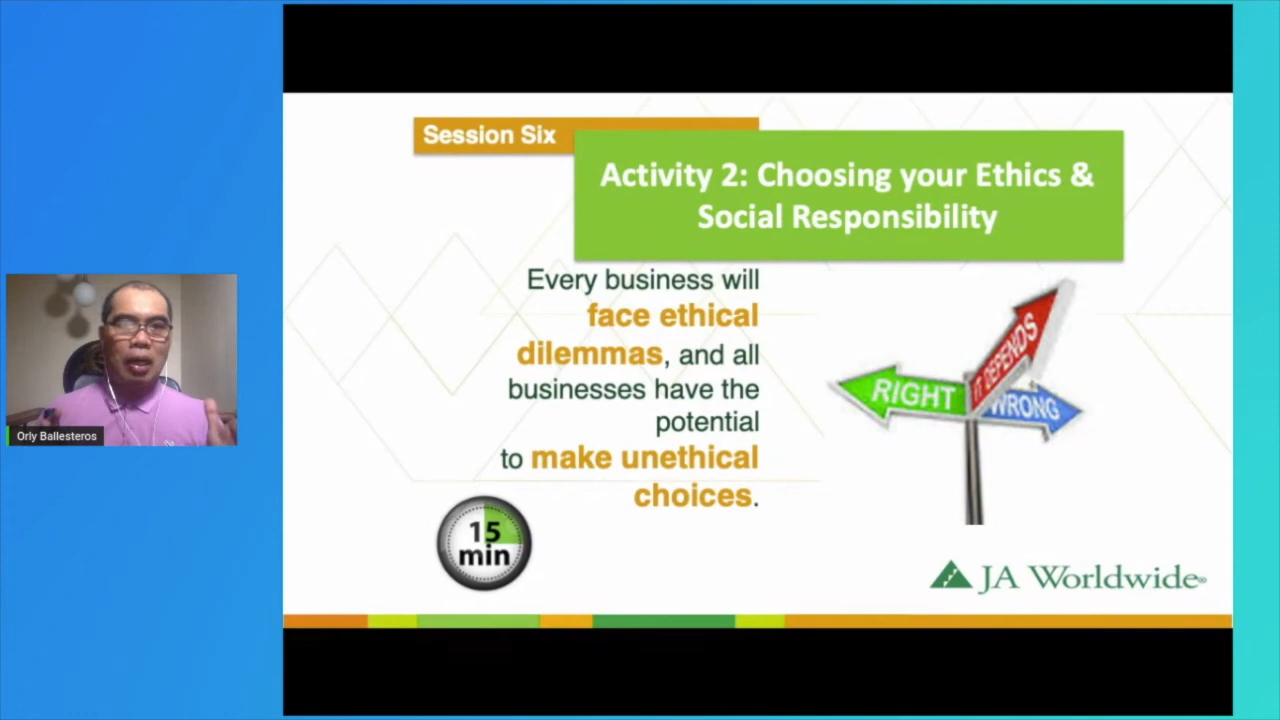 Session Six
Activity 2: Choosing your Ethics &
Social Responsibility
Every business will
face ethical
dilemmas, and all
businesses have the
potential
to make unethical
choices.
RIGHT
IT DEPENDS
WRONG
15
min
JA Worldwide®
Orly Ballesteros